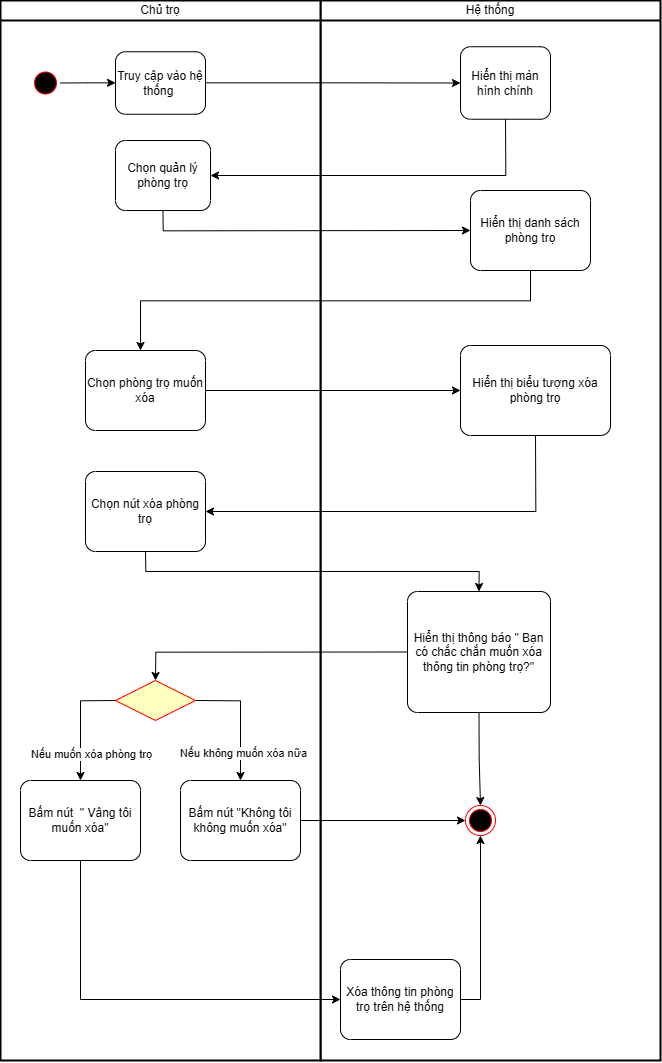 Chủ trọ
Hệ thống
Truy cập vào hệ
thống
Hiển thị màn
hình chính
Chọn quản lý
phòng trọ
Hiển thị danh sách
phòng trọ
Chọn phòng trọ muốn
xóa
Hiển thị biểu tượng xóa
phòng trọ
Chọn nút xóa phòng
trọ
Hiển thị thông báo " Bạn
có chắc chắn muốn xóa
thông tin phòng trọ?"
Nếu muốn xóa phòng trọ
Nếu không muốn xóa nữa
Bấm nút " Vâng tôi
muốn xóa"
Bấm nút "Không tôi
không muốn xóa"
Xóa thông tin phòng
trọ trên hệ thống